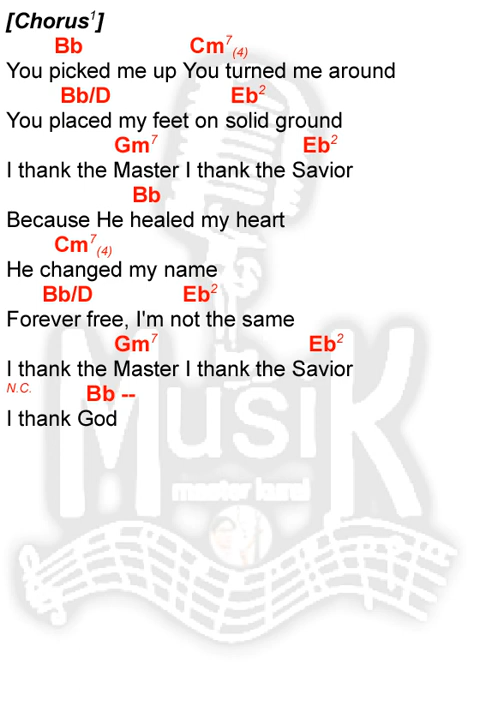 [Chorus¹]
Bb Cm⁷(4)
You picked me up You turned me around
Bb/D Eb²
You placed my feet on solid ground
Gm⁷ Eb²
I thank the Master I thank the Savior
Bb
Because He healed my heart
Cm⁷(4)
He changed my name
Bb/D Eb²
Forever free, I'm not the same
Gm⁷ Eb²
I thank the Master I thank the Savior
N.C. Bb --
I thank God
MusiK